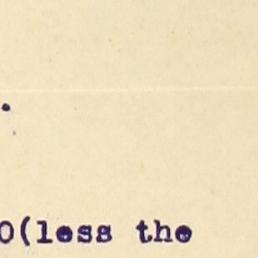 .
0(less the